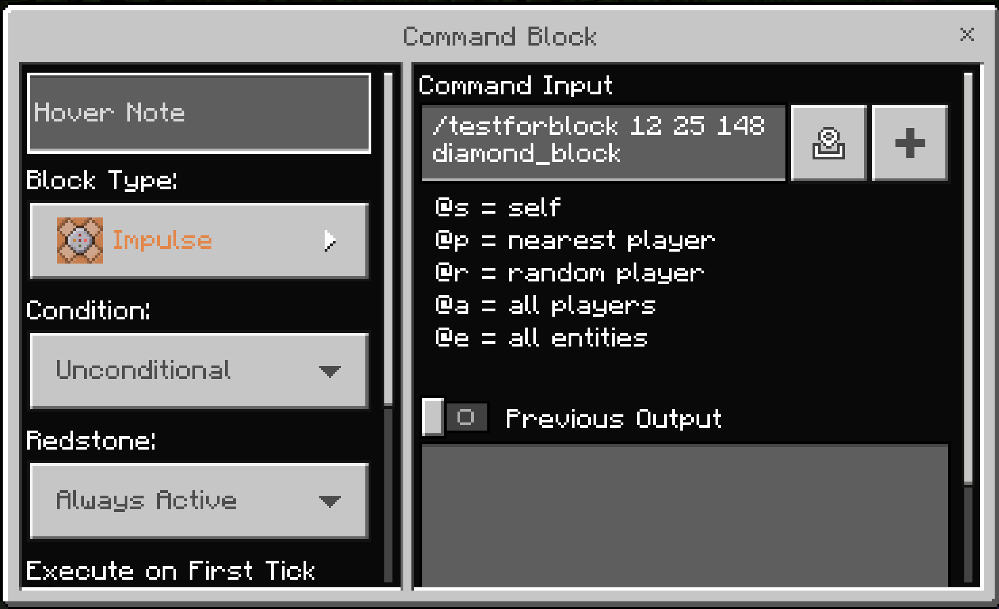 Command Block
Hover Note
Block Type:
Impulse
Condition:
Unconditional
Redstone:
Always Active
Execute on First Tick
Command Input
/testforblock 12 25 148
diamond_block
@s = self
@p = nearest player
@r = random player
@a = all players
@e = all entities
Previous Output